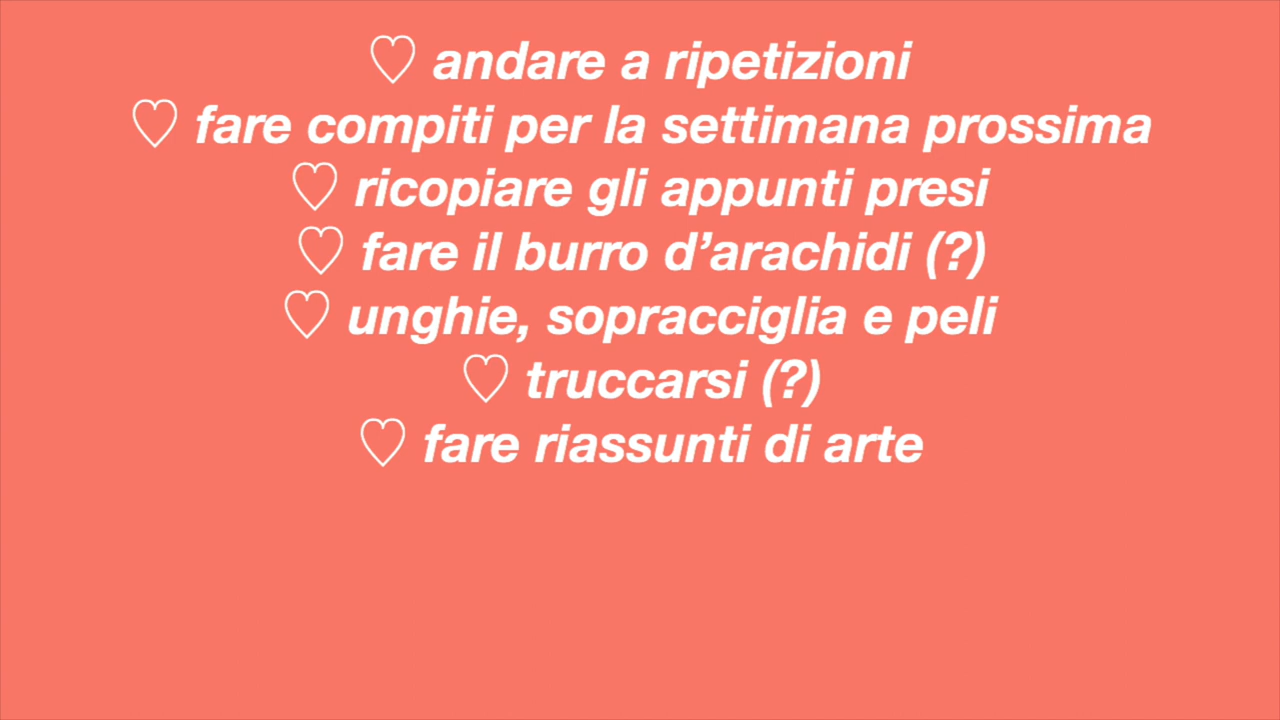 ♡ andare a ripetizioni
♡ fare compiti per la settimana prossima
♡ ricopiare gli appunti presi
♡ fare il burro d’arachidi (?)
♡ unghie, sopracciglia e peli
♡ truccarsi (?)
♡ fare riassunti di arte